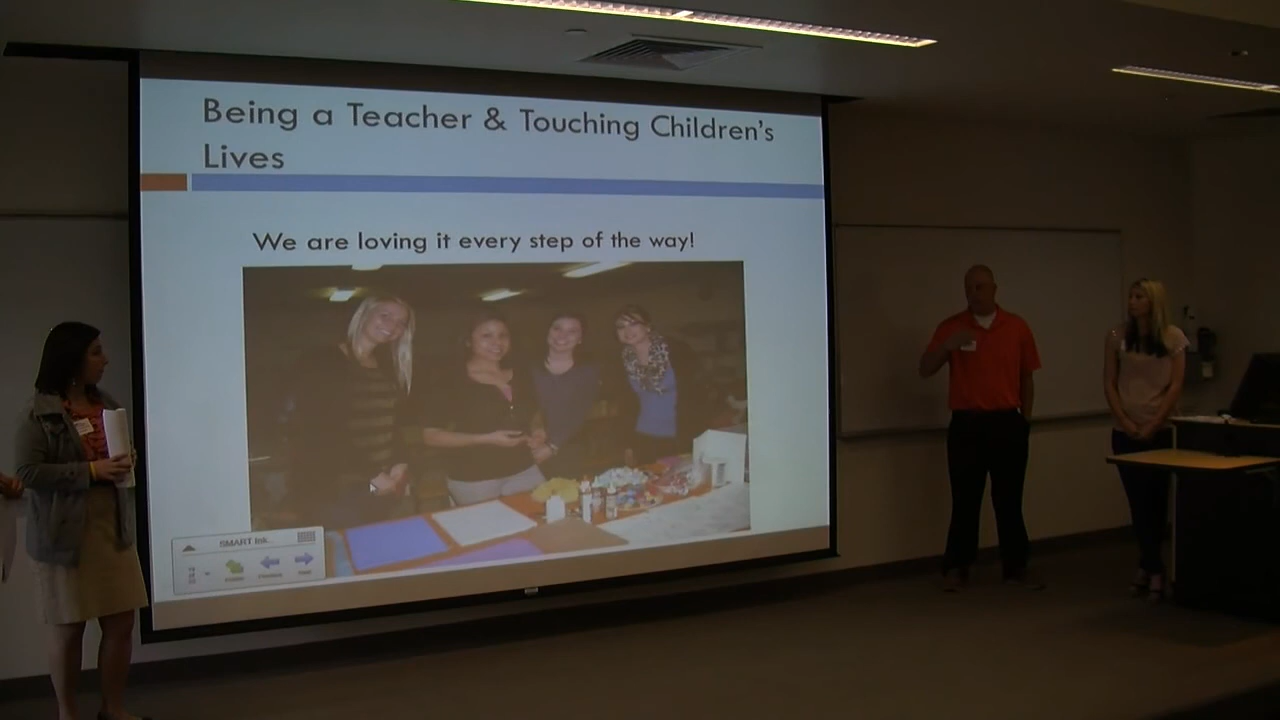 Being a Teacher & Touching Children's
Lives
We are loving it every step of the way!
SMART Ink